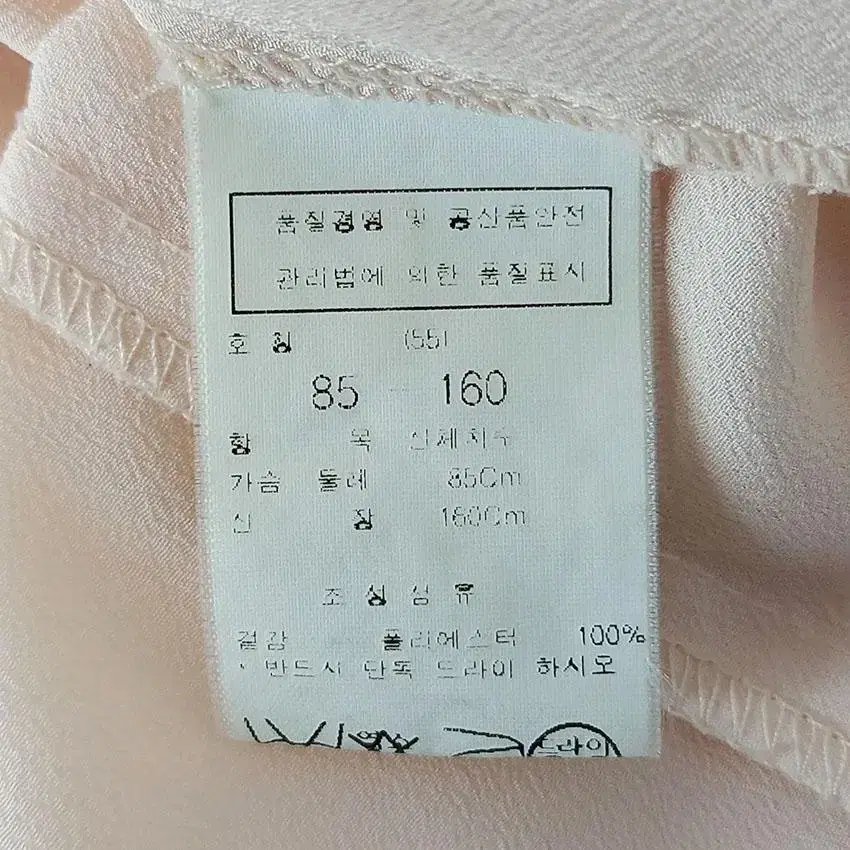 품질경영 및 공산품안전
관리법에 의한 품질표시
호 칭 (55)
85 - 160
항 목 신체치수
가슴 둘레 85Cm
신 장 160Cm
조 성 섬 유
겉감 폴리에스터 100%
반드시 단독 드라이 하시오
드라이